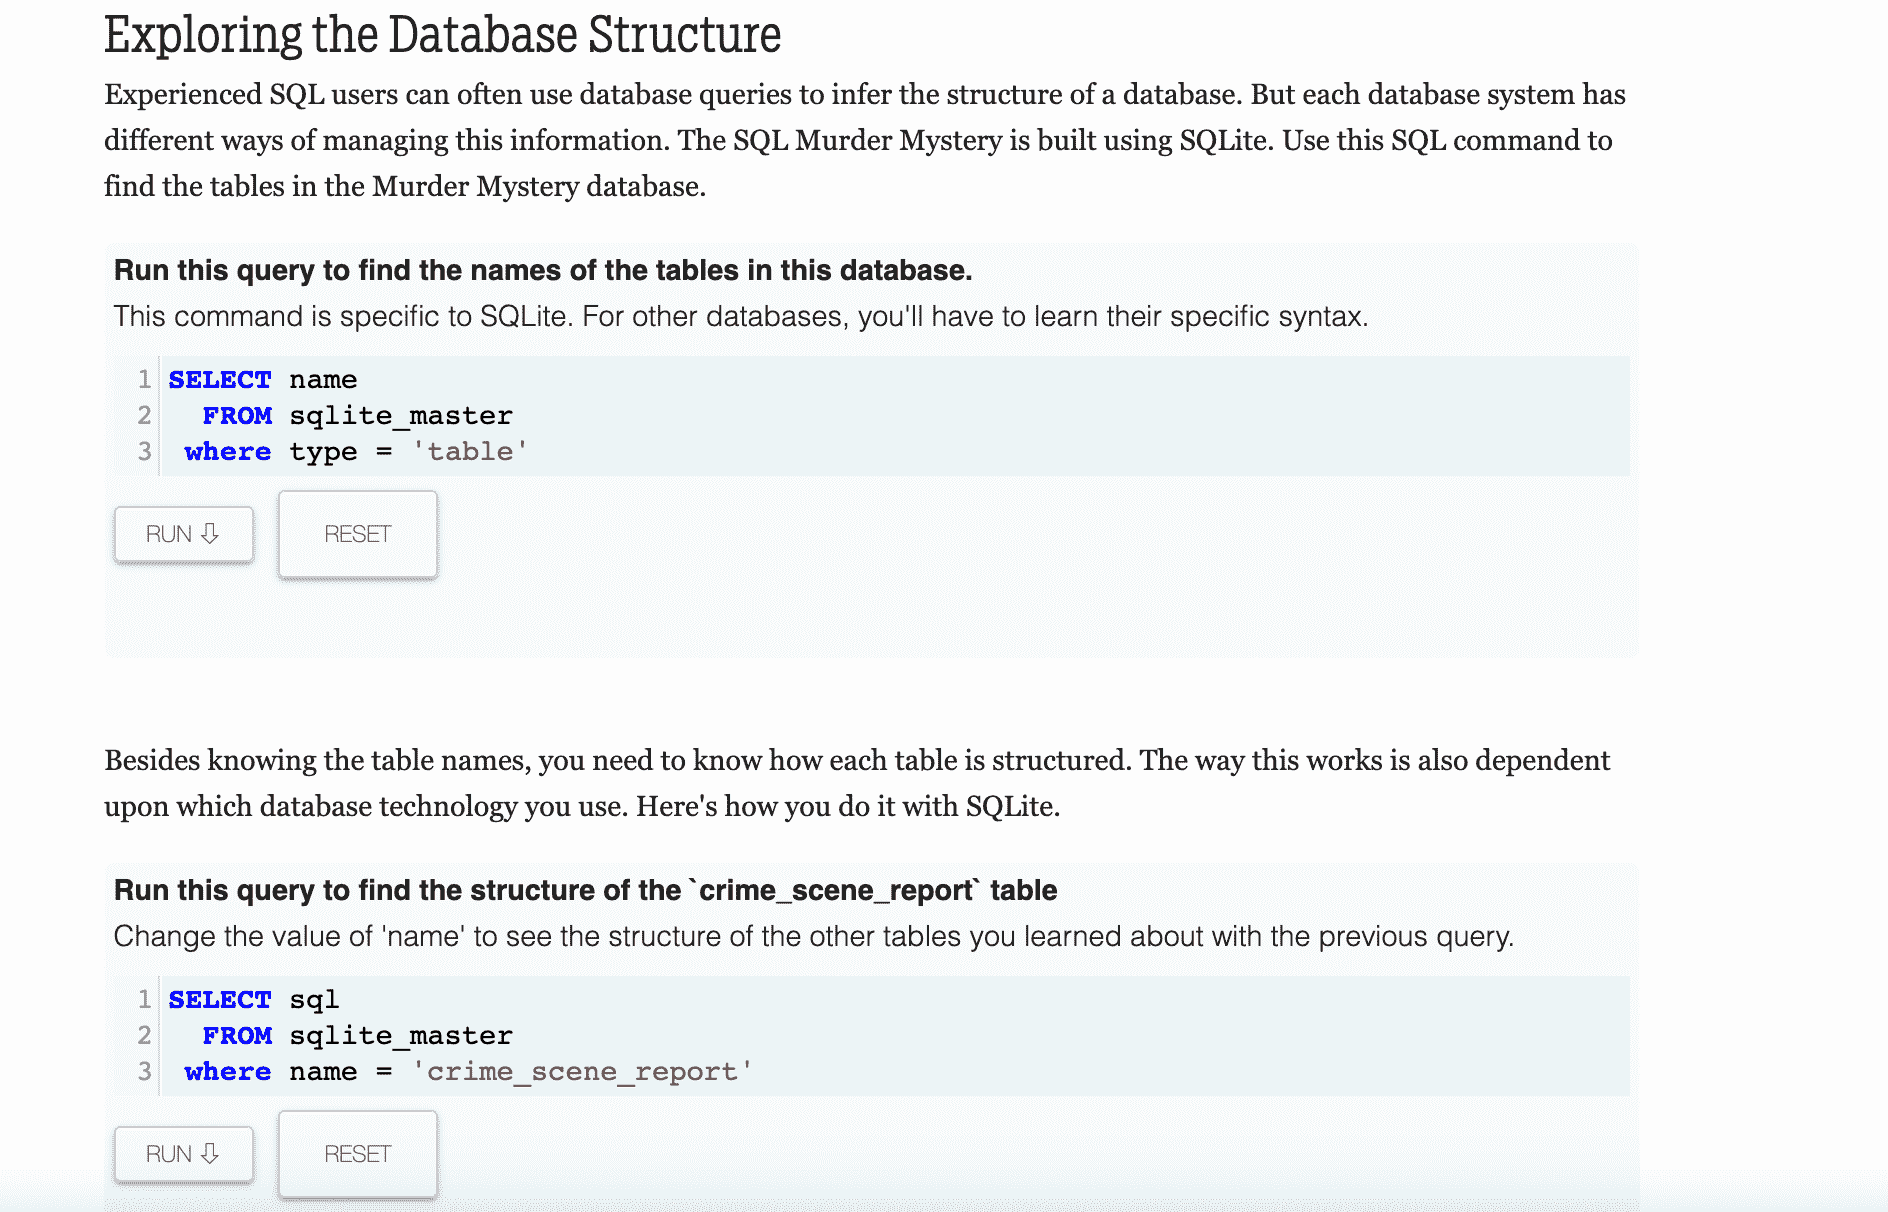 Exploring the Database Structure
Experienced SQL users can often use database queries to infer the structure of a database. But each database system has
different ways of managing this information. The SQL Murder Mystery is built using SQLite. Use this SQL command to
find the tables in the Murder Mystery database.
Run this query to find the names of the tables in this database.
This command is specific to SQLite. For other databases, you'll have to learn their specific syntax.
1 SELECT name
2 FROM sqlite_master
3 where type = 'table'
RUN ⇩ RESET
Besides knowing the table names, you need to know how each table is structured. The way this works is also dependent
upon which database technology you use. Here's how you do it with SQLite.
Run this query to find the structure of the `crime_scene_report` table
Change the value of 'name' to see the structure of the other tables you learned about with the previous query.
1 SELECT sql
2 FROM sqlite_master
3 where name = 'crime_scene_report'
RUN ⇩ RESET